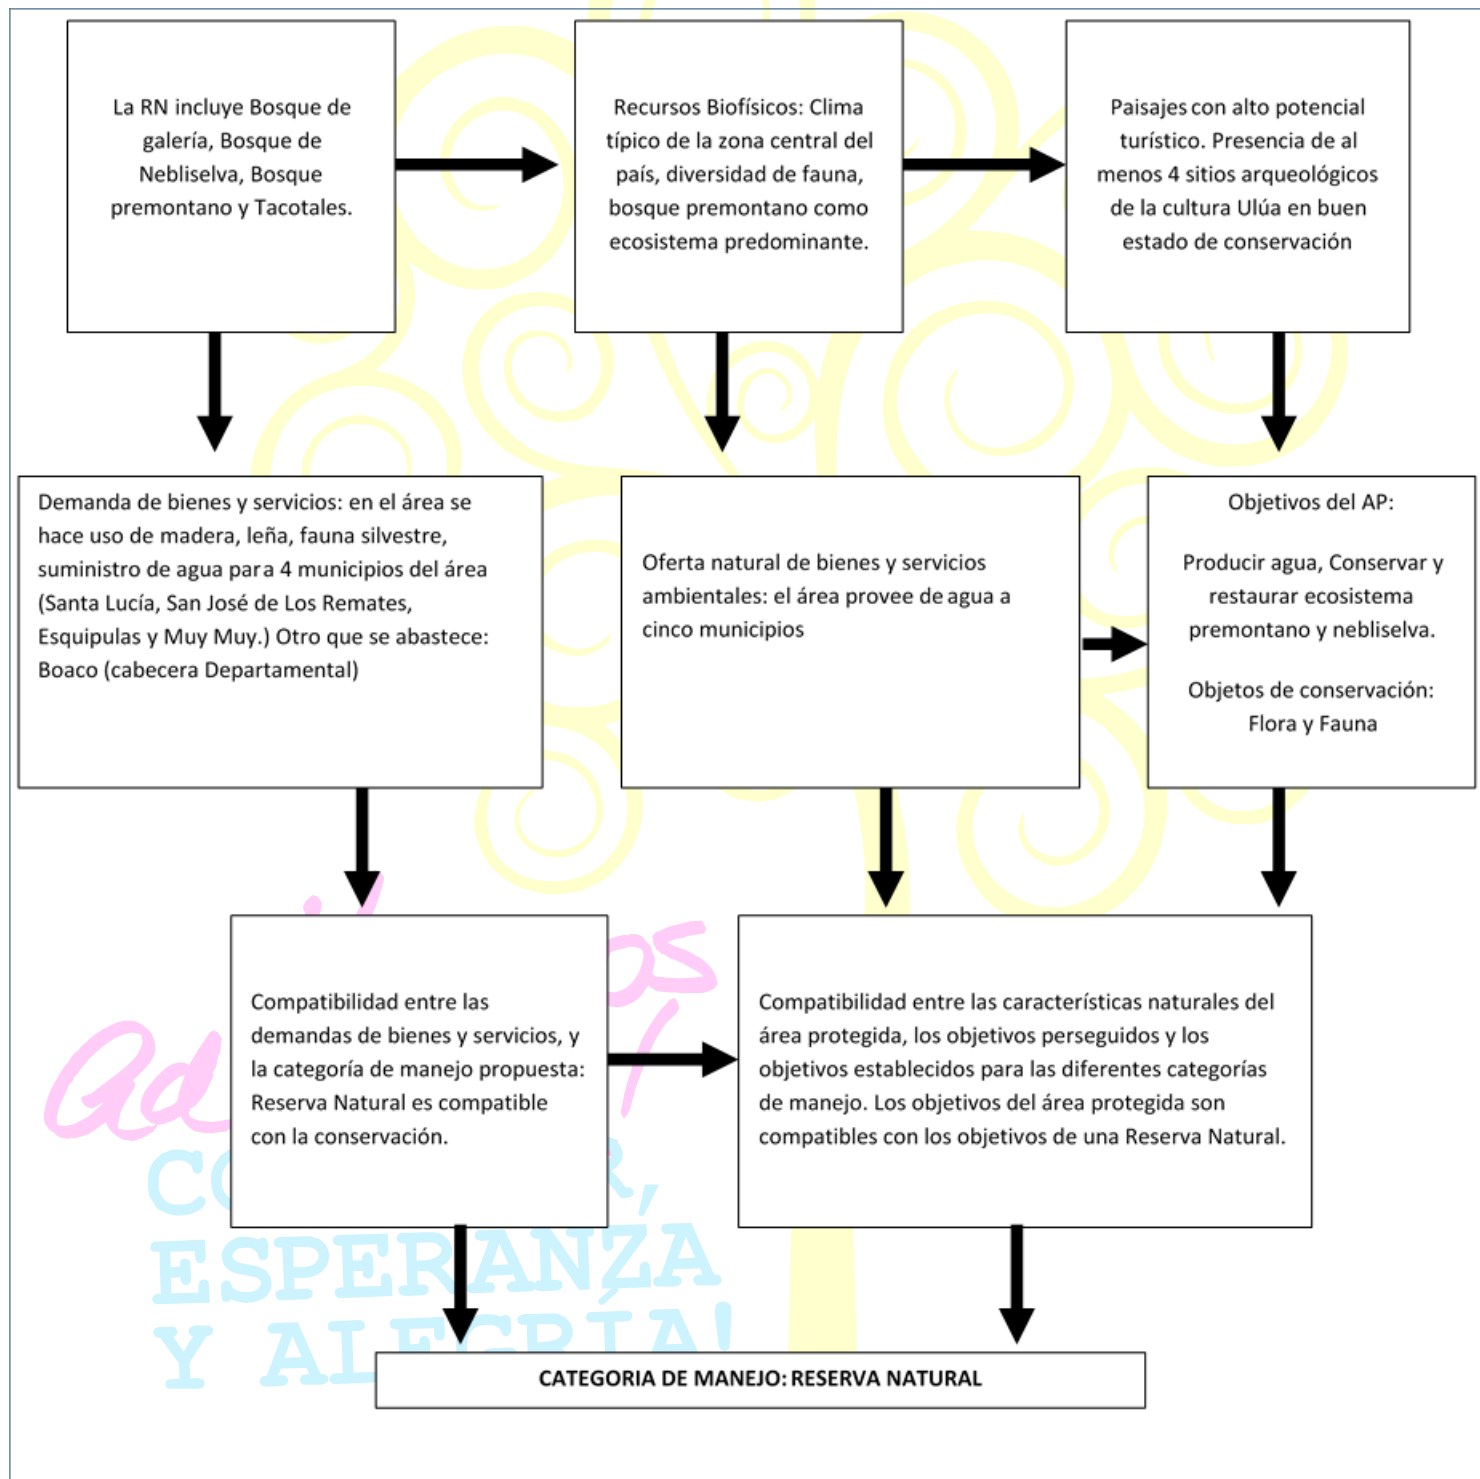 La RN incluye Bosque de
galería, Bosque de
Nebliselva, Bosque
premontano y Tacotales.
Recursos Biofísicos: Clima
típico de la zona central del
país, diversidad de fauna,
bosque premontano como
ecosistema predominante.
Paisajes con alto potencial
turístico. Presencia de al
menos 4 sitios arqueológicos
de la cultura Ulúa en buen
estado de conservación
Demanda de bienes y servicios: en el área se
hace uso de madera, leña, fauna silvestre,
suministro de agua para 4 municipios del área
(Santa Lucía, San José de Los Remates,
Esquipulas y Muy Muy.) Otro que se abastece:
Boaco (cabecera Departamental)
Oferta natural de bienes y servicios
ambientales: el área provee de agua a
cinco municipios
Objetivos del AP:
Producir agua, Conservar y
restaurar ecosistema
premontano y nebliselva.
Objetos de conservación:
Flora y Fauna
Compatibilidad entre las
demandas de bienes y servicios, y
la categoría de manejo propuesta:
Reserva Natural es compatible
con la conservación.
Compatibilidad entre las características naturales del
área protegida, los objetivos perseguidos y los
objetivos establecidos para las diferentes categorías
de manejo. Los objetivos del área protegida son
compatibles con los objetivos de una Reserva Natural.
ESPERANZA
Y ALEGRÍA!
CATEGORIA DE MANEJO: RESERVA NATURAL